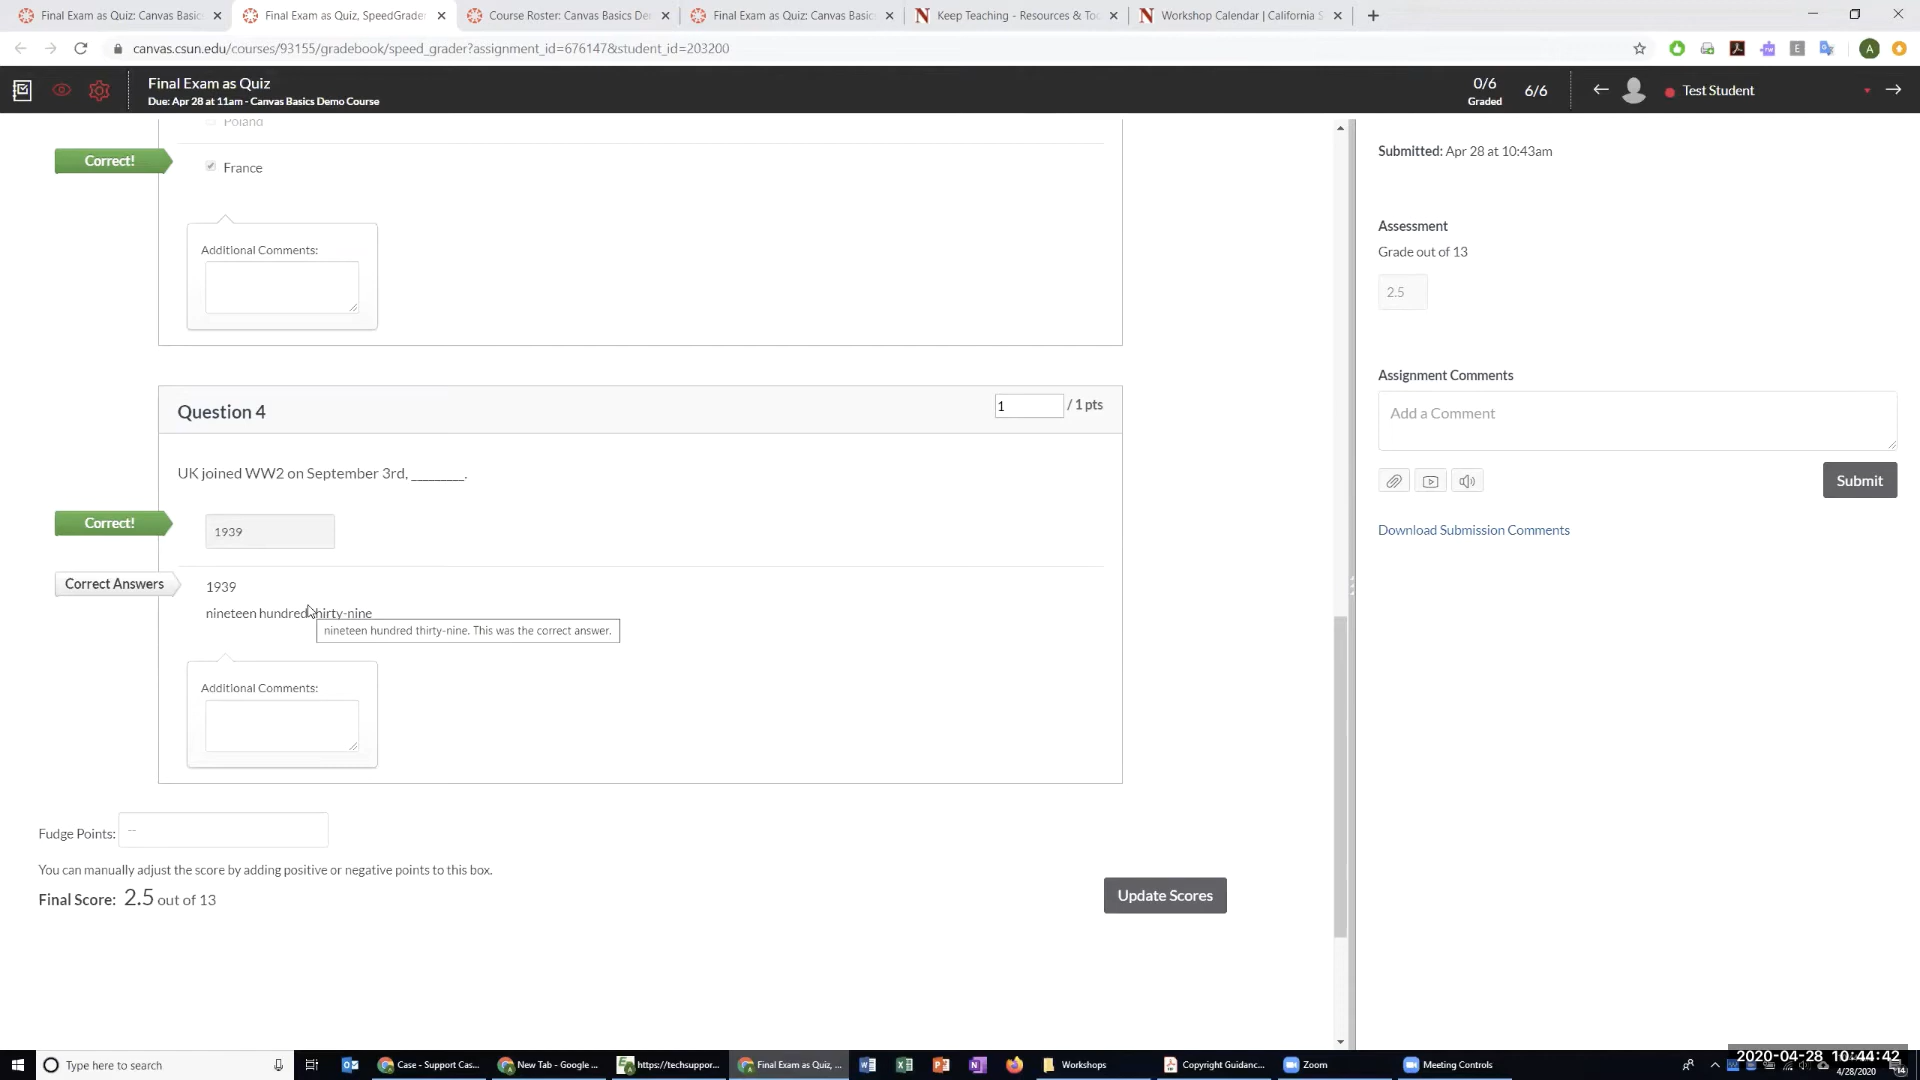 Final Exam as Quiz: Canvas Basic
Final Exam as Quiz, SpeedGrader
Course Roster: Canvas Basics De
Final Exam as Quiz: Canvas Basic
Keep Teaching - Resources & To
Workshop Calendar | California S
canvas.csun.edu/courses/93155/gradebook/speed_grader?assignment_id=676147&student_id=203200
Final Exam as Quiz
Due: Apr 28 at 11am - Canvas Basics Demo Course
0/6
Graded
6/6
Test Student
Poland
Correct!
France
Additional Comments:
Submitted: Apr 28 at 10:43am
Assessment
Grade out of 13
2.5
Assignment Comments
Add a Comment
Submit
Download Submission Comments
Question 4
1 / 1 pts
UK joined WW2 on September 3rd, ________.
Correct!
1939
Correct Answers
1939
nineteen hundred thirty-nine
nineteen hundred thirty-nine. This was the correct answer.
Additional Comments:
Fudge Points: --
You can manually adjust the score by adding positive or negative points to this box.
Final Score: 2.5 out of 13
Update Scores
Type here to search
Case - Support Cas...
New Tab - Google ...
https://techsuppor...
Final Exam as Quiz, ...
Workshops
Copyright Guidanc...
Zoom
Meeting Controls
2020-04-28 10:44:42
4/28/2020